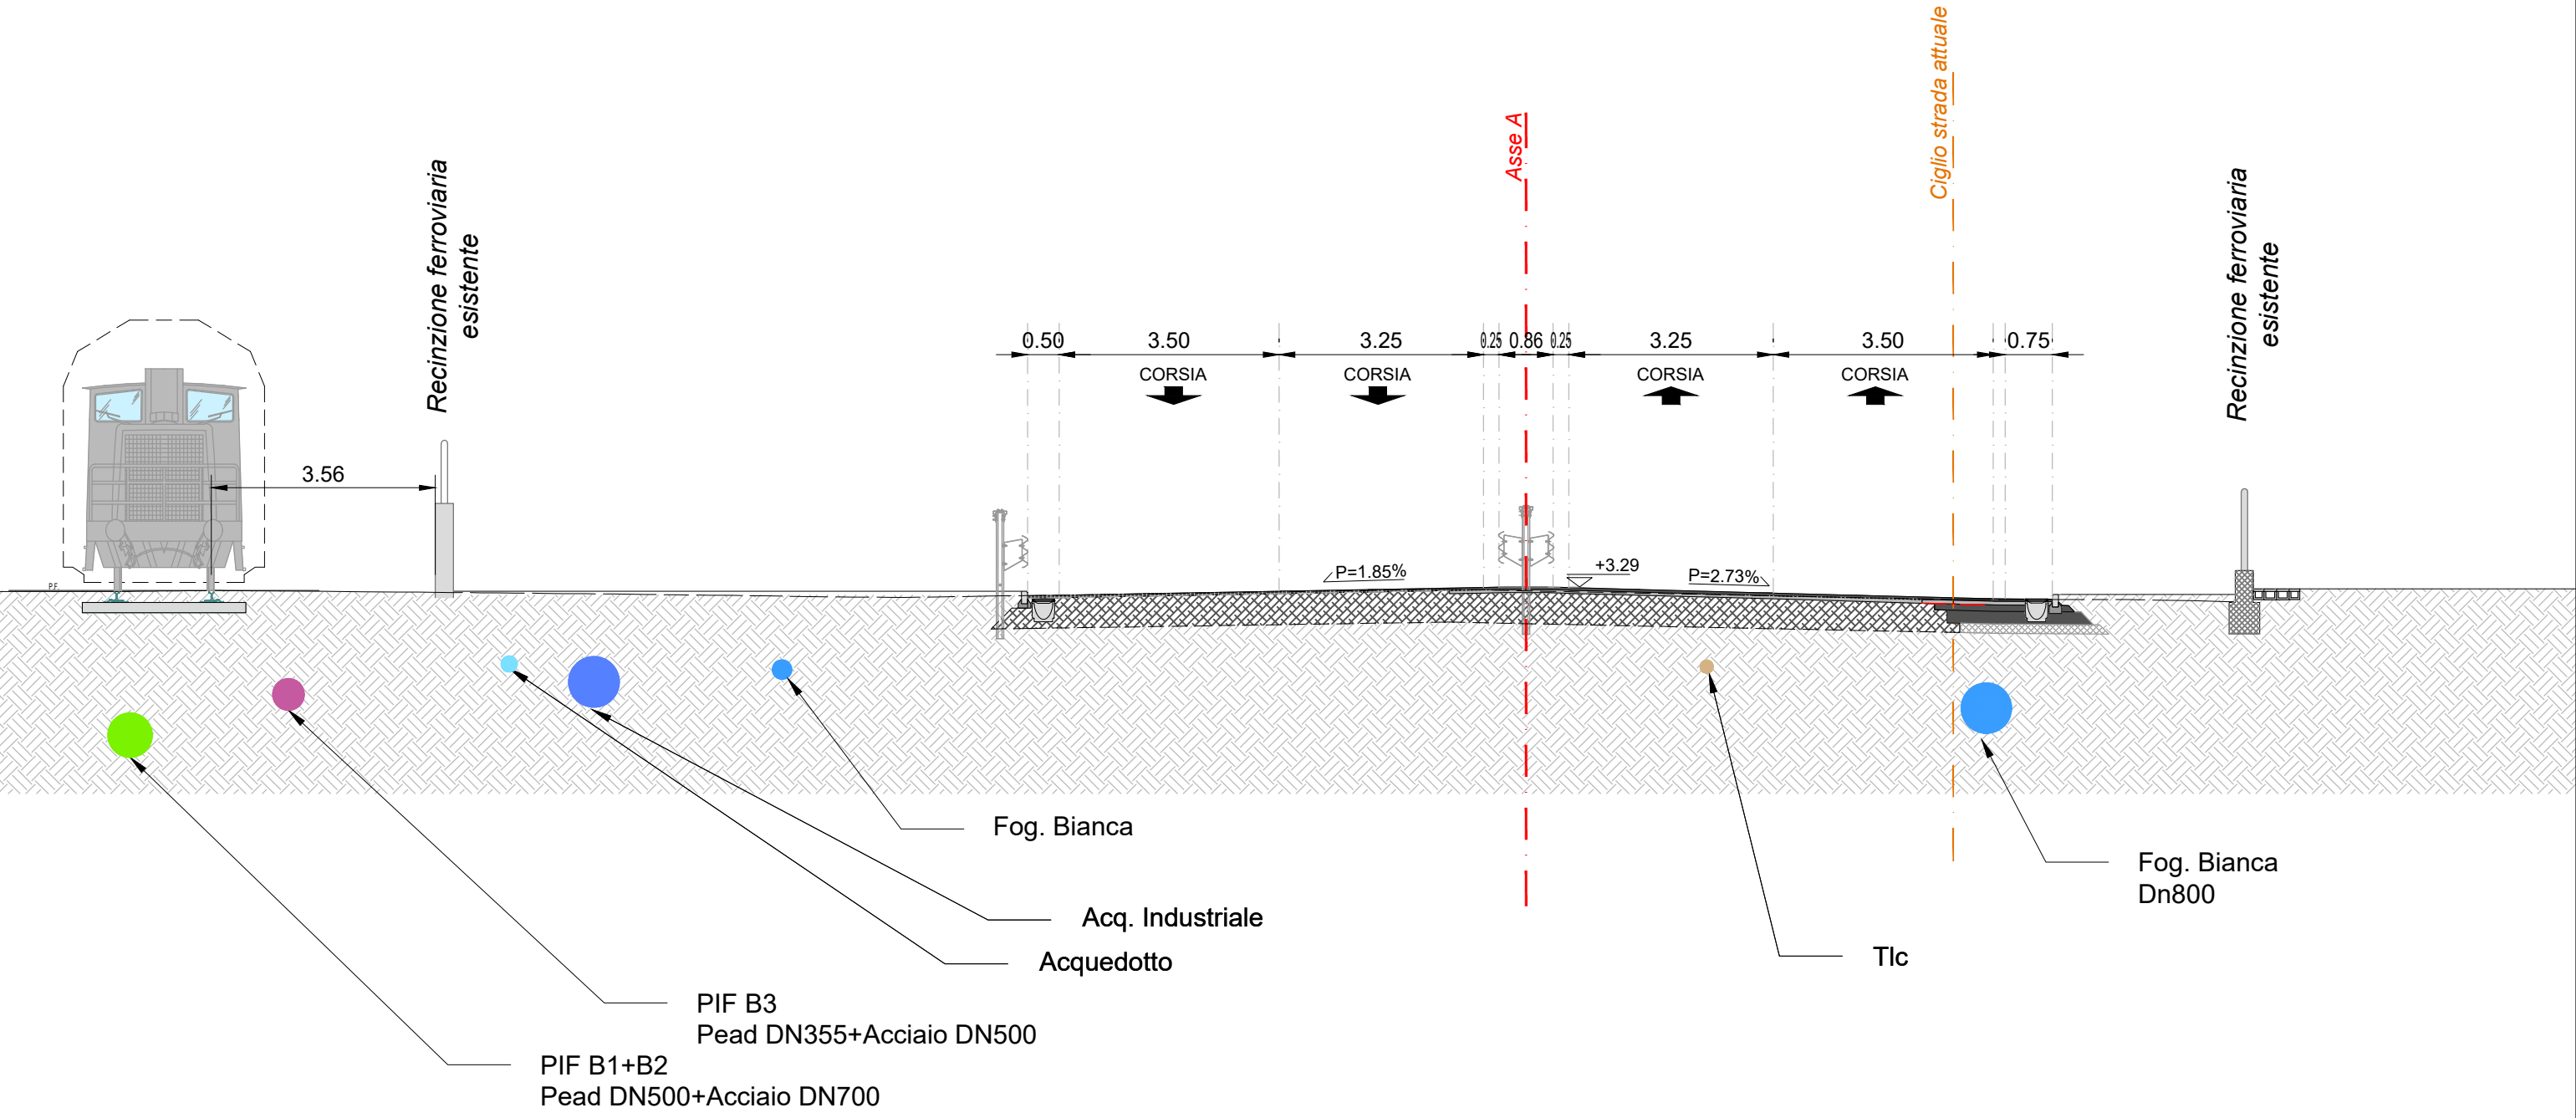 Ciglio strada attuale
Asse A
Recinzione ferroviaria
esistente
Recinzione ferroviaria
esistente
0.50
3.50
3.25
0.25
0.86
0.25
3.25
3.50
0.75
CORSIA
CORSIA
CORSIA
CORSIA
3.56
P=1.85%
+3.29
P=2.73%
P.F.
Fog. Bianca
Fog. Bianca
Dn800
Acq. Industriale
Tlc
Acquedotto
PIF B3
Pead DN355+Acciaio DN500
PIF B1+B2
Pead DN500+Acciaio DN700